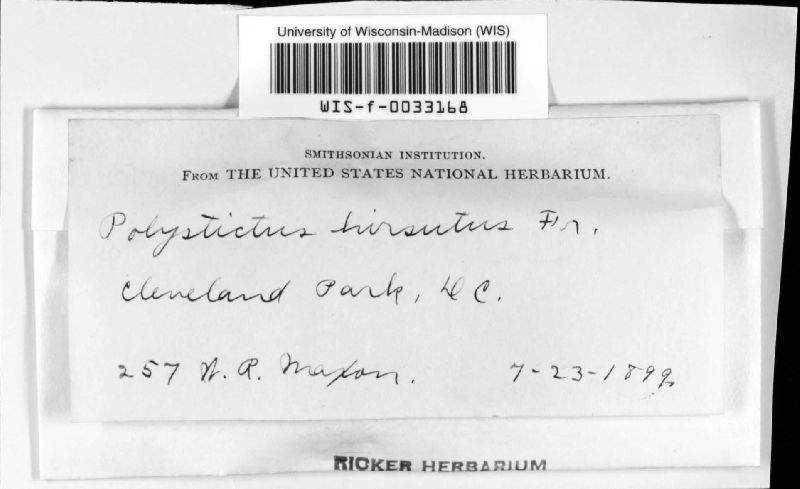 University of Wisconsin-Madison (WIS)
WIS-f-0033168
SMITHSONIAN INSTITUTION.
FROM THE UNITED STATES NATIONAL HERBARIUM.
Polystictus hirsutus Fr.
Cleveland Park, D C.
257 W. R. Maxon. 7-23-1899
RICKER HERBARIUM